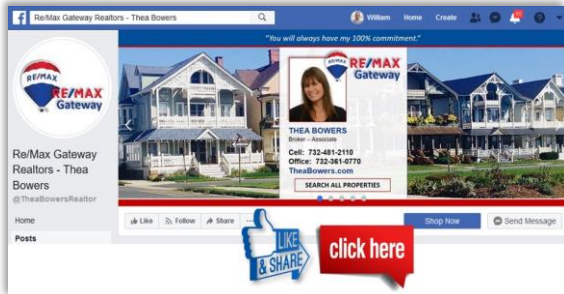 Re/Max Gateway Realtors - Thea Bowers
William
Home
Create
"You will always have my 100% commitment."
RE/MAX
RE/MAX
Gateway
RE/MAX
Gateway
THEA BOWERS
Broker – Associate
Cell: 732-481-2110
Office: 732-361-0770
TheaBowers.com
SEARCH ALL PROPERTIES
Re/Max Gateway
Realtors - Thea
Bowers
@TheaBowersRealtor
Home
Posts
Like
Follow
Share
Shop Now
Send Message
LIKE
& SHARE
click here